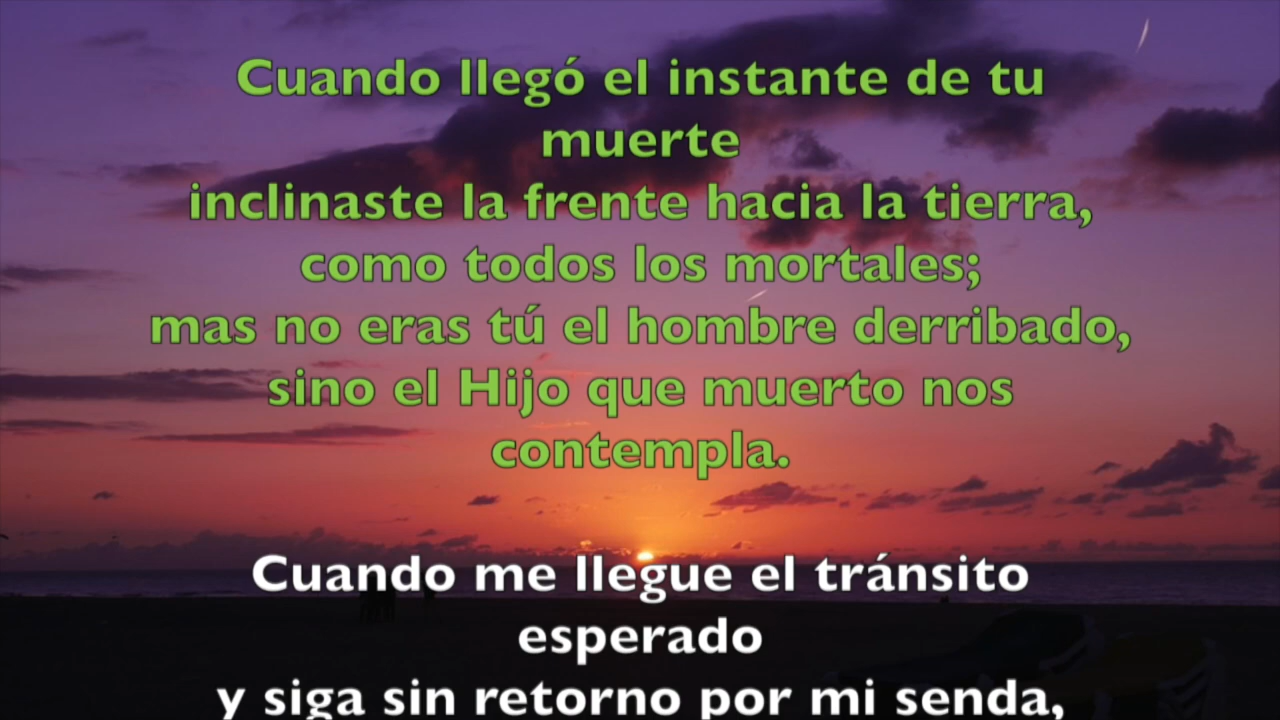 Cuando llegó el instante de tu
muerte
inclinaste la frente hacia la tierra,
como todos los mortales;
mas no eras tú el hombre derribado,
sino el Hijo que muerto nos
contempla.
Cuando me llegue el tránsito
esperado
y siga sin retorno por mi senda,